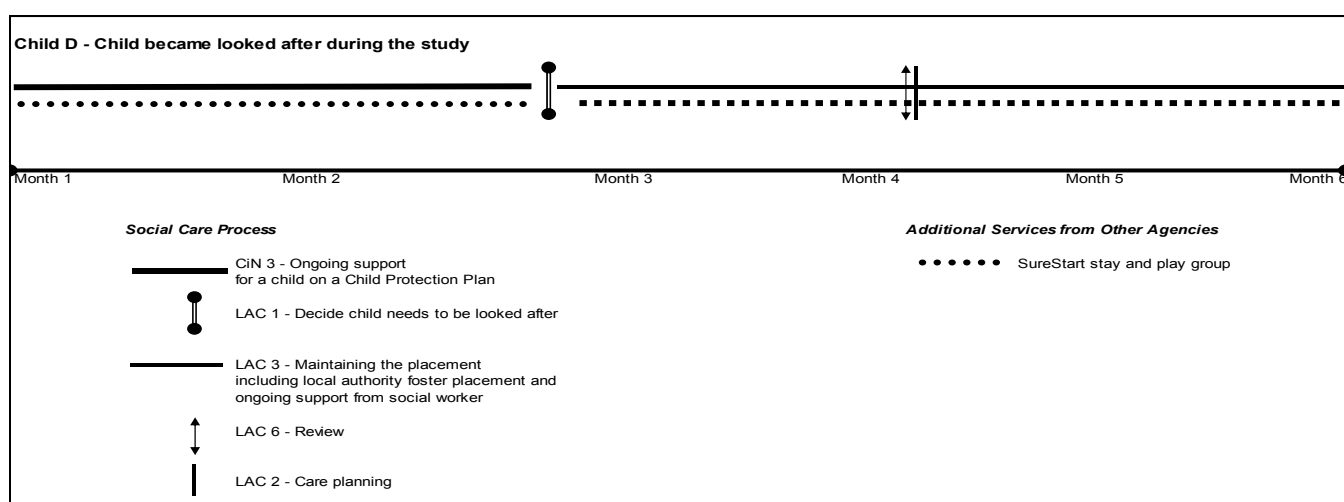 Child D - Child became looked after during the study
Month 1 Month 2 Month 3 Month 4 Month 5 Month 6
Social Care Process
CiN 3 - Ongoing support
for a child on a Child Protection Plan
LAC 1 - Decide child needs to be looked after
LAC 3 - Maintaining the placement
including local authority foster placement and
ongoing support from social worker
LAC 6 - Review
LAC 2 - Care planning
Additional Services from Other Agencies
SureStart stay and play group